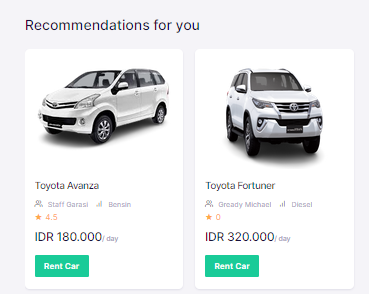 Recommendations for you
Toyota Avanza
Staff Garasi Bensin
4.5
IDR 180.000/ day
Rent Car
Toyota Fortuner
Gready Michael Diesel
0
IDR 320.000/ day
Rent Car